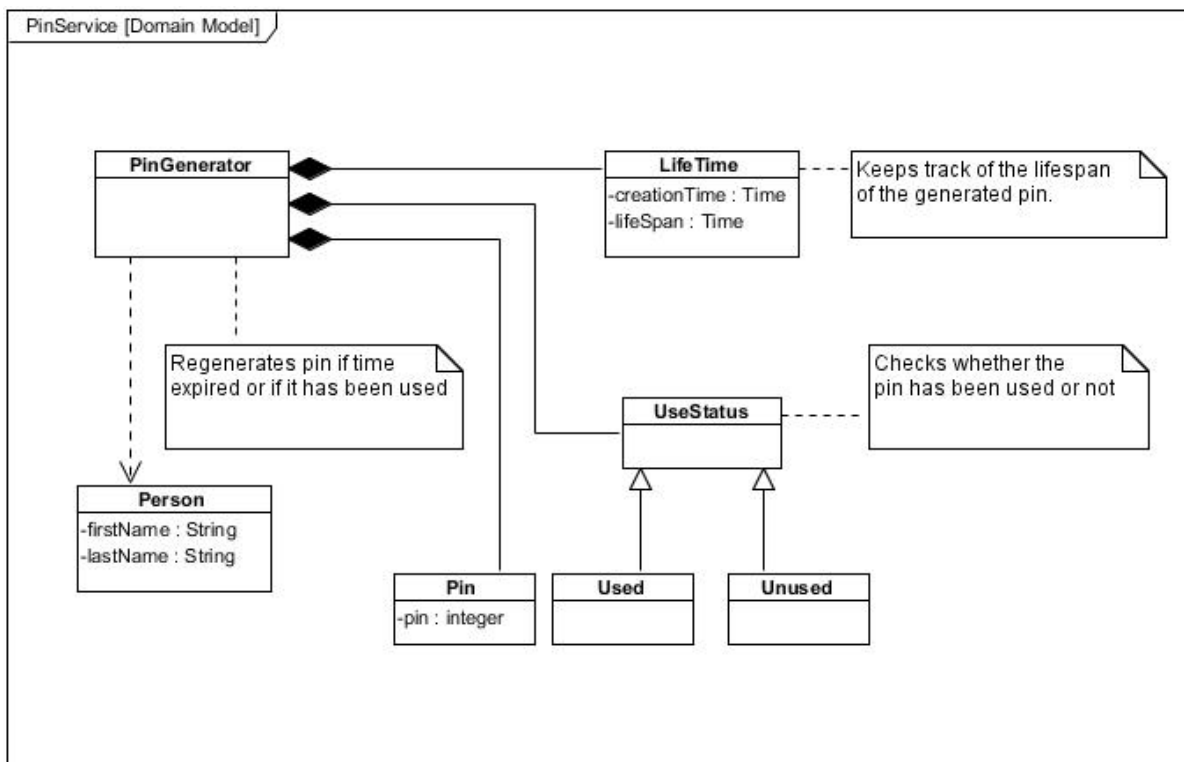 PinService [Domain Model]
PinGenerator
LifeTime
-creationTime : Time
-lifeSpan : Time
Keeps track of the lifespan
of the generated pin.
Regenerates pin if time
expired or if it has been used
Checks whether the
pin has been used or not
UseStatus
Person
-firstName : String
-lastName : String
Pin
-pin : integer
Used
Unused